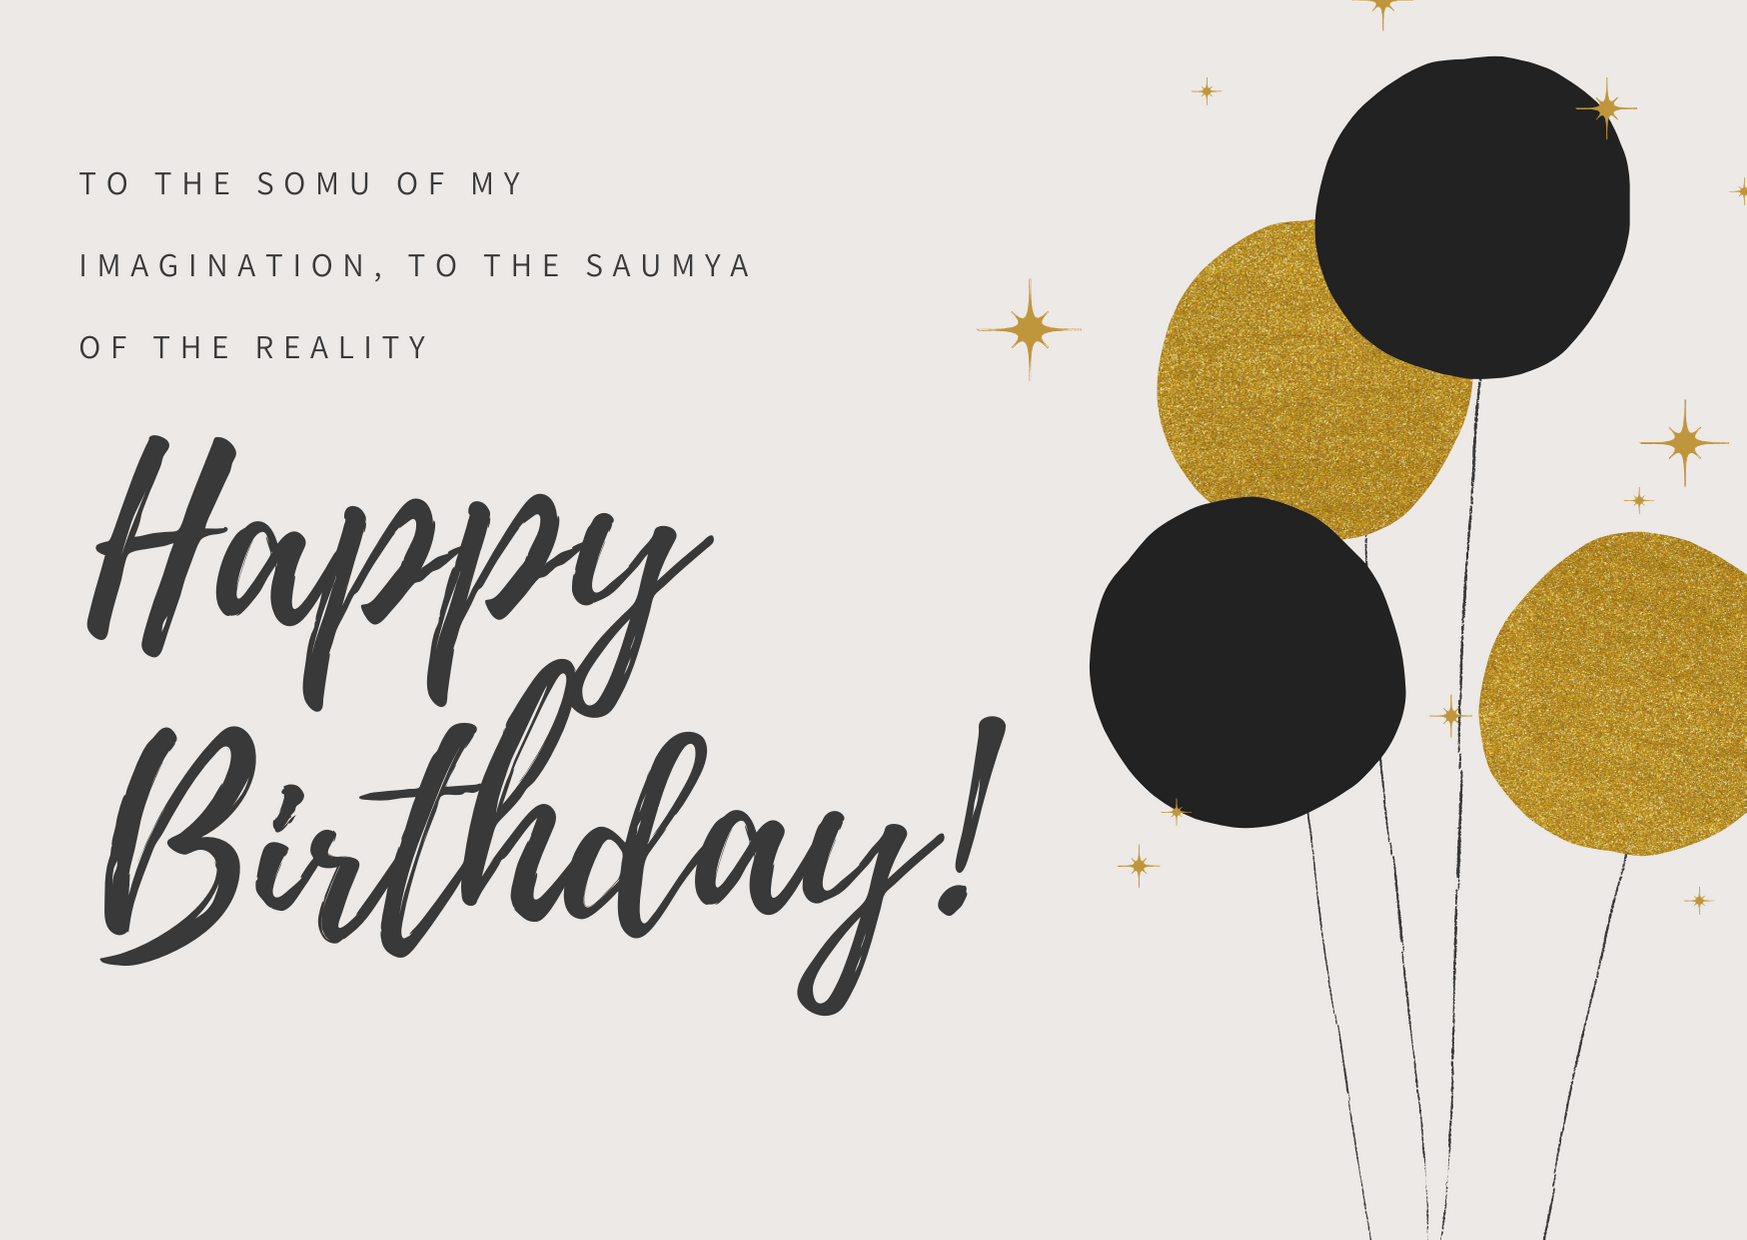 TO THE SOMU OF MY
IMAGINATION, TO THE SAUMYA
OF THE REALITY
Happy
Birthday!